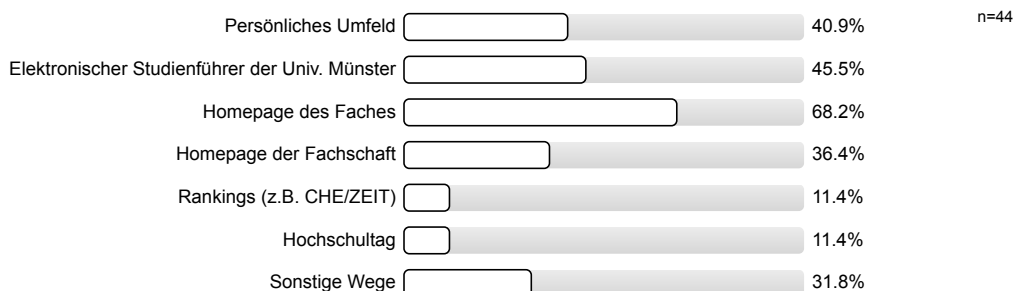 Persönliches Umfeld 40.9% n=44
Elektronischer Studienführer der Univ. Münster 45.5%
Homepage des Faches 68.2%
Homepage der Fachschaft 36.4%
Rankings (z.B. CHE/ZEIT) 11.4%
Hochschultag 11.4%
Sonstige Wege 31.8%